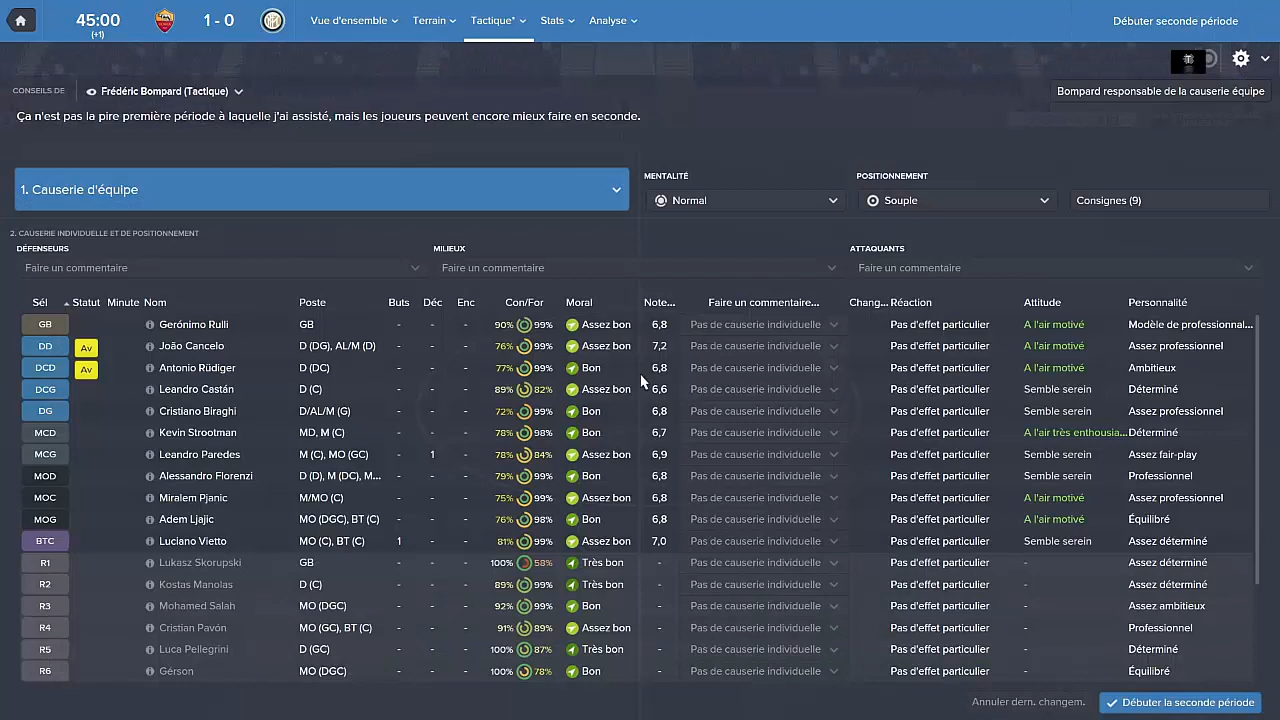 45:00 1 - 0 Vue d'ensemble Terrain Tactique* Stats Analyse Débuter seconde période
(+1)
CONSEILS DE Frédéric Bompard (Tactique) Bompard responsable de la causerie équipe
Ça n'est pas la pire première période à laquelle j'ai assisté, mais les joueurs peuvent encore mieux faire en seconde.
MENTALITÉ POSITIONNEMENT
1. Causerie d'équipe Normal Souple Consignes (9)
2. CAUSERIE INDIVIDUELLE ET DE POSITIONNEMENT
DÉFENSEURS MILIEUX ATTAQUANTS
Faire un commentaire Faire un commentaire Faire un commentaire
Sél Statut Minute Nom Poste Buts Déc Enc Con/For Moral Note... Faire un commentaire... Chang... Réaction Attitude Personnalité
GB Gerónimo Rulli GB - - - 90% 99% Assez bon 6,8 Pas de causerie individuelle Pas d'effet particulier A l'air motivé Modèle de professionnal...
DD Av João Cancelo D (DG), AL/M (D) - - - 76% 99% Assez bon 7,2 Pas de causerie individuelle Pas d'effet particulier A l'air motivé Assez professionnel
DCD Av Antonio Rüdiger D (DC) - - - 77% 99% Bon 6,8 Pas de causerie individuelle Pas d'effet particulier A l'air motivé Ambitieux
DCG Leandro Castán D (C) - - - 89% 82% Assez bon 6,6 Pas de causerie individuelle Pas d'effet particulier Semble serein Déterminé
DG Cristiano Biraghi D/AL/M (G) - - - 72% 99% Bon 6,8 Pas de causerie individuelle Pas d'effet particulier Semble serein Assez professionnel
MCD Kevin Strootman MD, M (C) - - - 78% 98% Bon 6,7 Pas de causerie individuelle Pas d'effet particulier A l'air très enthousia... Déterminé
MCG Leandro Paredes M (C), MO (GC) - 1 - 78% 84% Assez bon 6,9 Pas de causerie individuelle Pas d'effet particulier Semble serein Assez fair-play
MOD Alessandro Florenzi D (D), M (DC), M... - - - 79% 99% Bon 6,8 Pas de causerie individuelle Pas d'effet particulier Semble serein Professionnel
MOC Miralem Pjanic M/MO (C) - - - 75% 99% Assez bon 6,8 Pas de causerie individuelle Pas d'effet particulier A l'air motivé Assez professionnel
MOG Adem Ljajic MO (DGC), BT (C) - - - 76% 98% Bon 6,8 Pas de causerie individuelle Pas d'effet particulier A l'air motivé Équilibré
BTC Luciano Vietto MO (C), BT (C) 1 - - 81% 99% Assez bon 7,0 Pas de causerie individuelle Pas d'effet particulier Semble serein Assez déterminé
R1 Lukasz Skorupski GB - - - 100% 58% Très bon - Pas de causerie individuelle Pas d'effet particulier - Assez déterminé
R2 Kostas Manolas D (C) - - - 89% 99% Très bon - Pas de causerie individuelle Pas d'effet particulier - Assez déterminé
R3 Mohamed Salah MO (DGC) - - - 92% 99% Bon - Pas de causerie individuelle Pas d'effet particulier - Assez ambitieux
R4 Cristian Pavón MO (GC), BT (C) - - - 91% 89% Assez bon - Pas de causerie individuelle Pas d'effet particulier - Professionnel
R5 Luca Pellegrini D (GC) - - - 100% 87% Très bon - Pas de causerie individuelle Pas d'effet particulier - Déterminé
R6 Gérson MO (DGC) - - - 100% 78% Bon - Pas de causerie individuelle Pas d'effet particulier - Équilibré
Annuler dern. changem. Débuter la seconde période